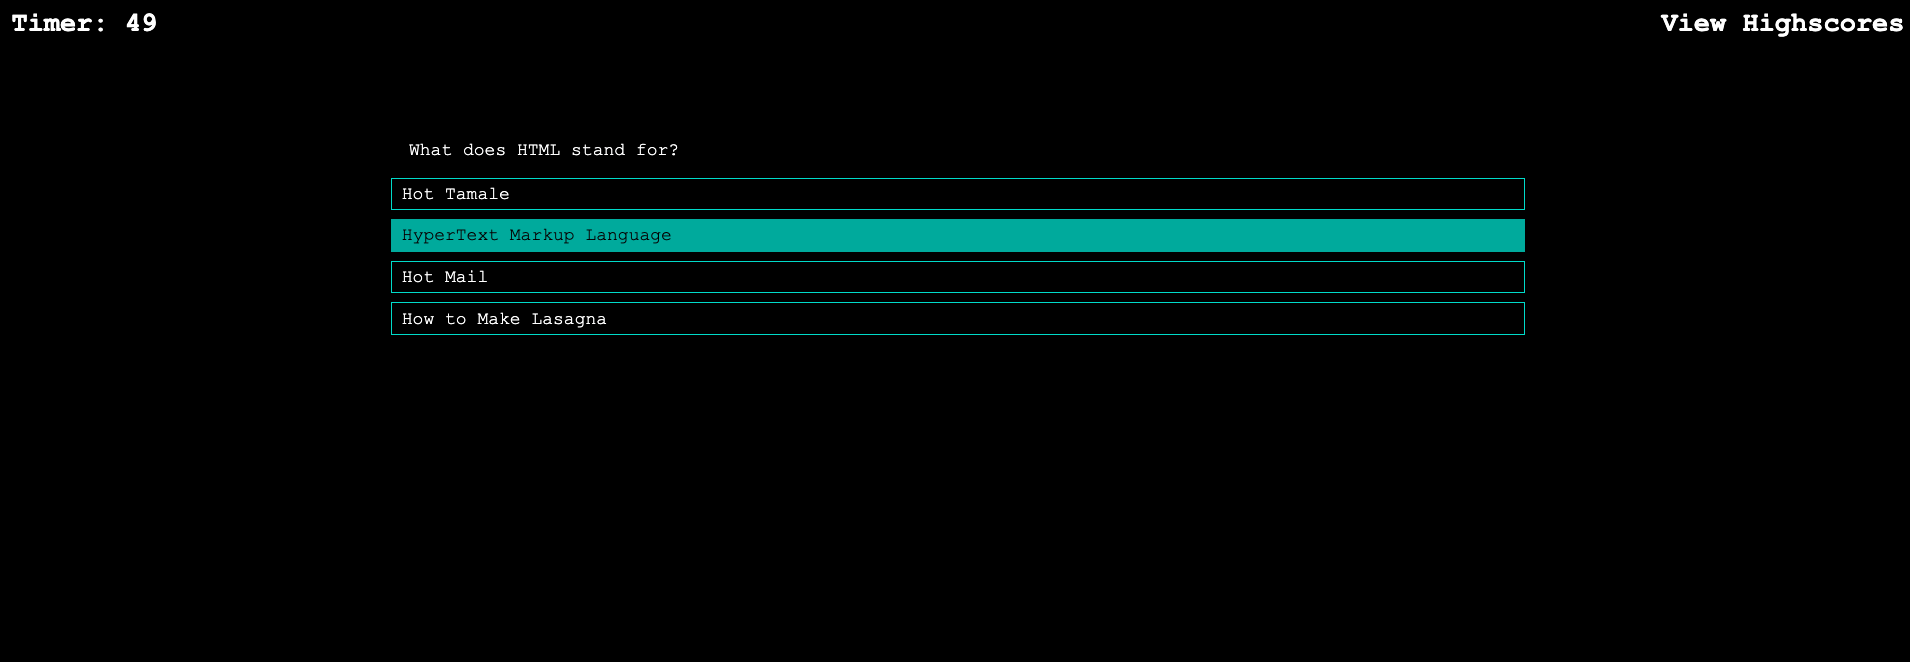 Timer: 49
View Highscores
What does HTML stand for?
Hot Tamale
HyperText Markup Language
Hot Mail
How to Make Lasagna